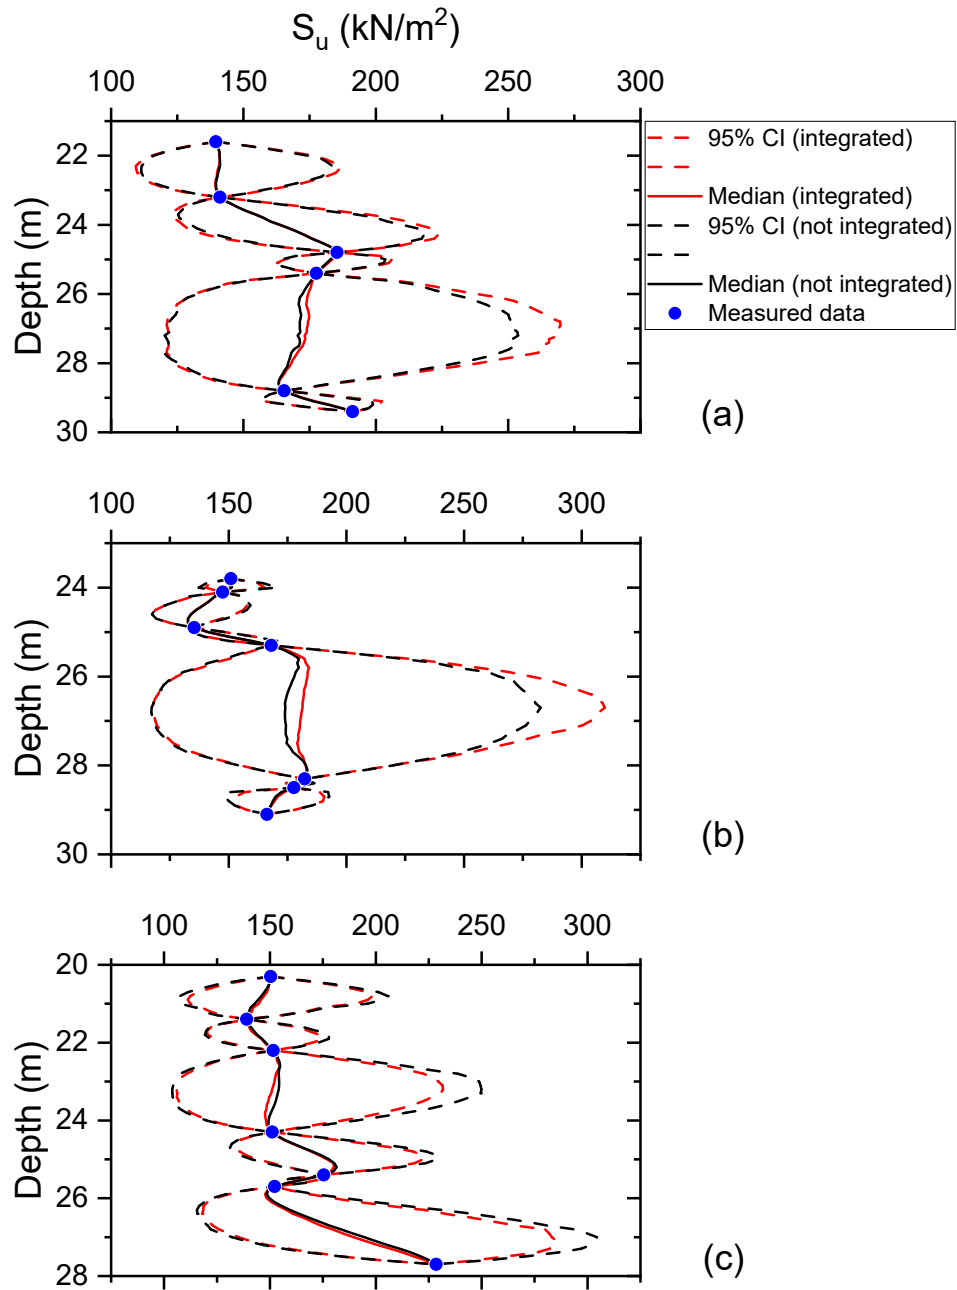 S_u (kN/m²)
100 150 200 250 300
Depth (m)
22
24
26
28
30
95% CI (integrated)
Median (integrated)
95% CI (not integrated)
Median (not integrated)
Measured data
(a)
100 150 200 250 300
Depth (m)
24
26
28
30
(b)
100 150 200 250 300
Depth (m)
20
22
24
26
28
(c)